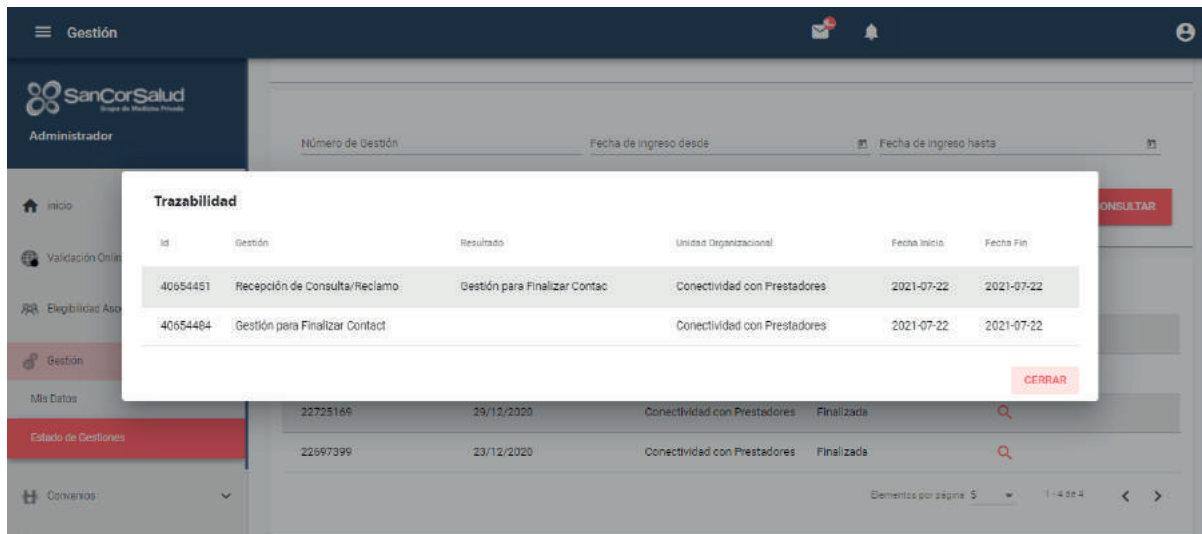 Gestión
SanCorSalud
Grupo de Medicina Privada
Administrador
Número de Gestión Fecha de ingreso desde Fecha de ingreso hasta
inicio
ONSULTAR
Trazabilidad
Id Gestión Resultado Unidad Organizacional Fecha Inicio Fecha Fin
Validación Onlin
40654451 Recepción de Consulta/Reclamo Gestión para Finalizar Contac Conectividad con Prestadores 2021-07-22 2021-07-22
Elegibilidad Aso
40654484 Gestión para Finalizar Contact Conectividad con Prestadores 2021-07-22 2021-07-22
Gestión
CERRAR
Mis Datos
22725169 29/12/2020 Conectividad con Prestadores Finalizada
Estado de Gestiones
22697399 23/12/2020 Conectividad con Prestadores Finalizada
Convenios
Elementos por página 5 1 - 4 de 4